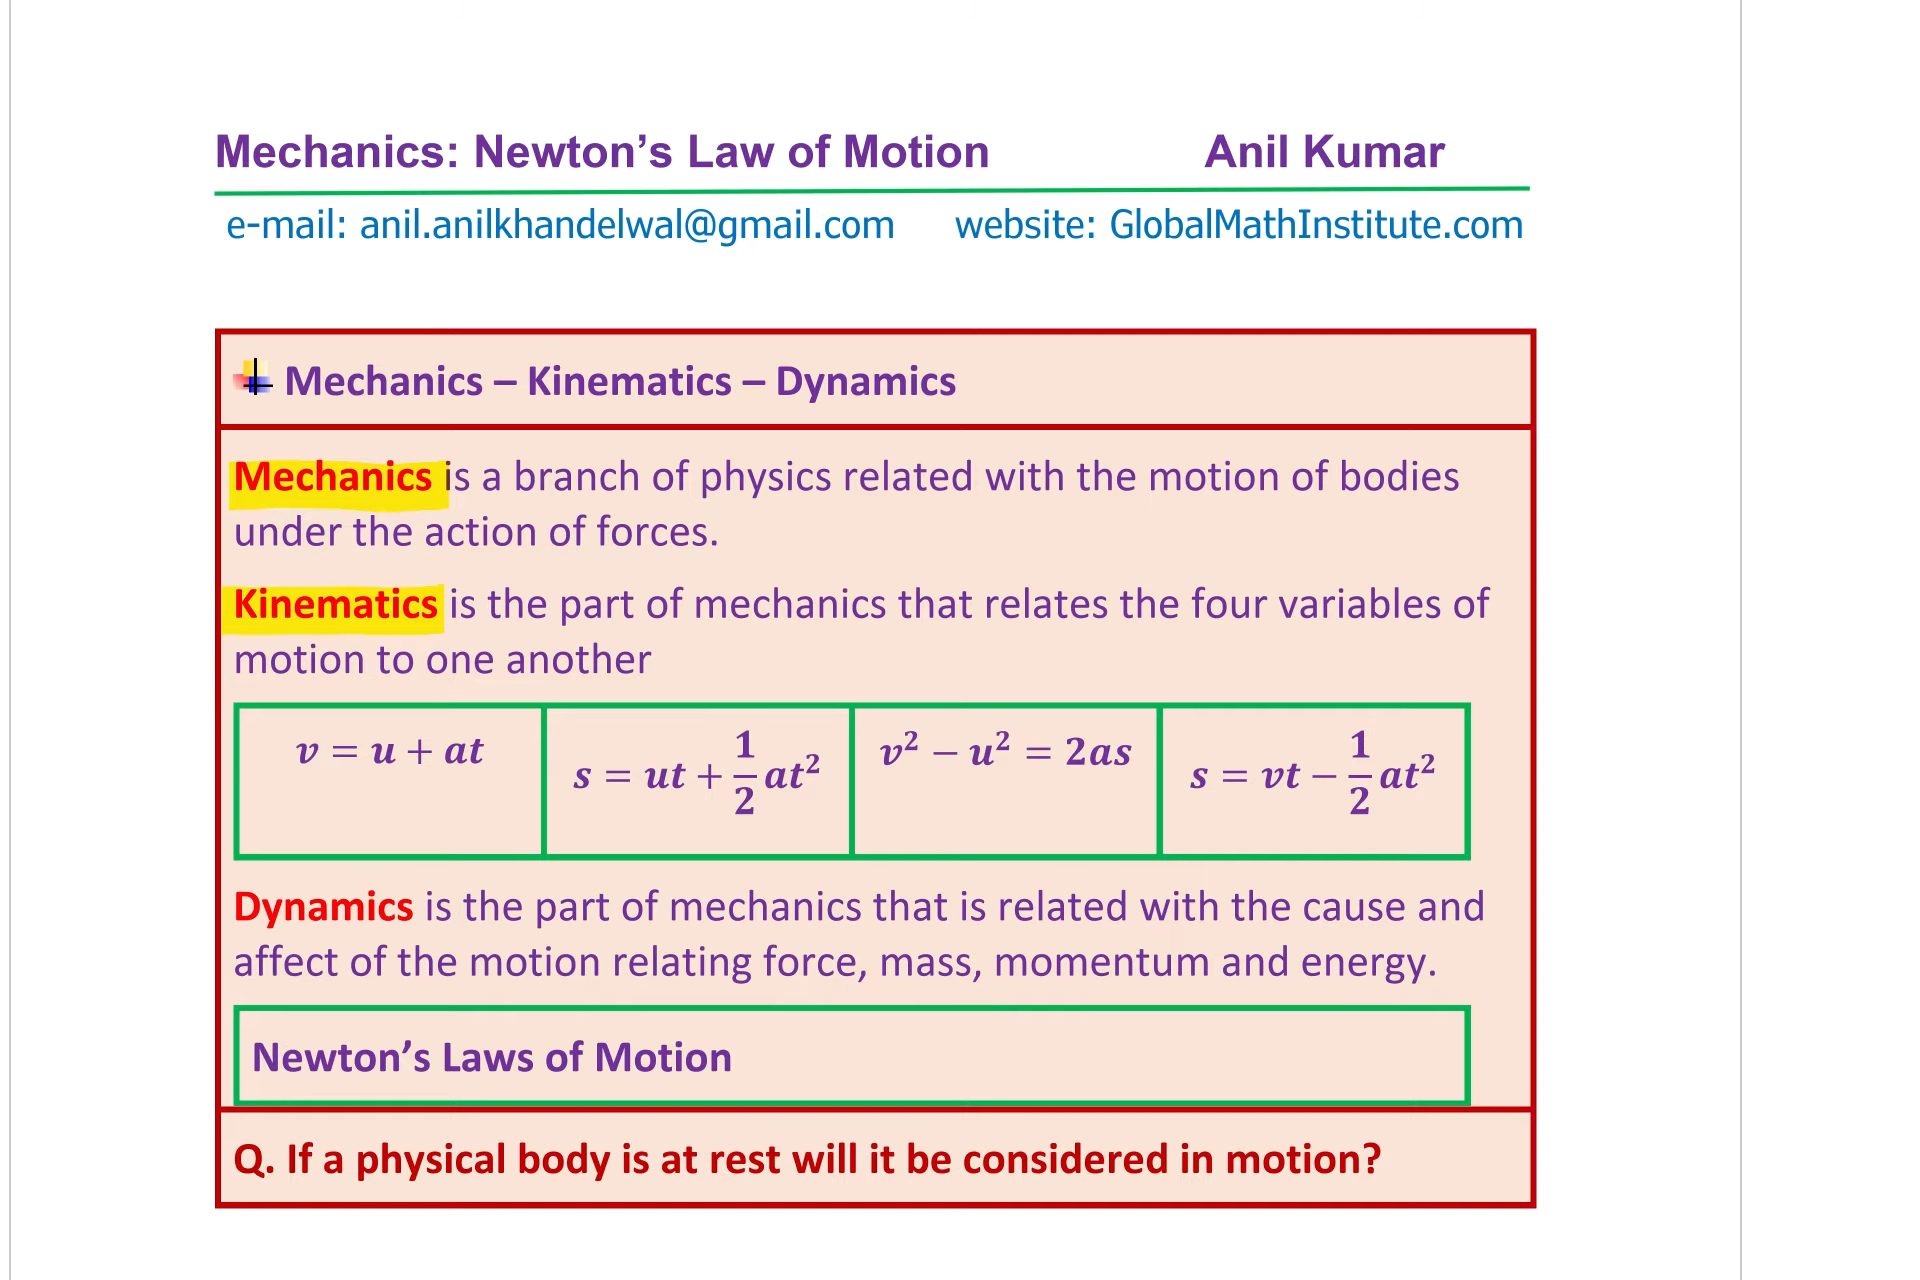 Mechanics: Newton’s Law of Motion Anil Kumar
e-mail: anil.anilkhandelwal@gmail.com website: GlobalMathInstitute.com
Mechanics – Kinematics – Dynamics
Mechanics is a branch of physics related with the motion of bodies
under the action of forces.
Kinematics is the part of mechanics that relates the four variables of
motion to one another
v = u + at s = ut + 1/2 at² v² − u² = 2as s = vt − 1/2 at²
Dynamics is the part of mechanics that is related with the cause and
affect of the motion relating force, mass, momentum and energy.
Newton’s Laws of Motion
Q. If a physical body is at rest will it be considered in motion?